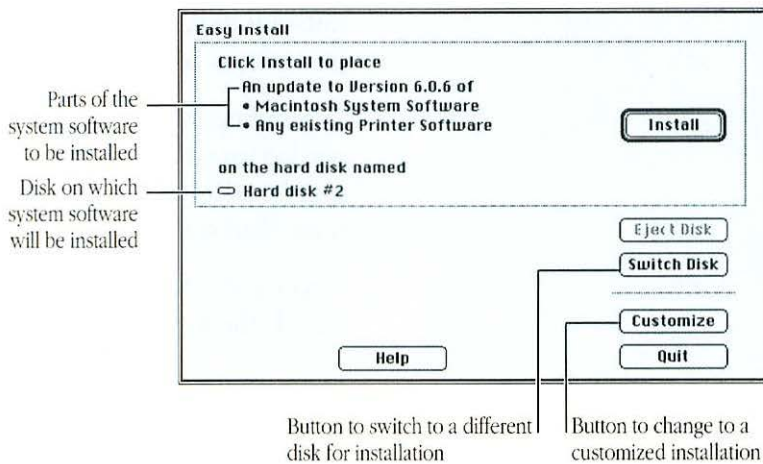 Easy Install
Click Install to place
An update to Version 6.0.6 of
• Macintosh System Software
• Any existing Printer Software
Install
on the hard disk named
Hard disk #2
Eject Disk
Switch Disk
Customize
Help
Quit
Parts of the
system software
to be installed
Disk on which
system software
will be installed
Button to switch to a different
disk for installation
Button to change to a
customized installation